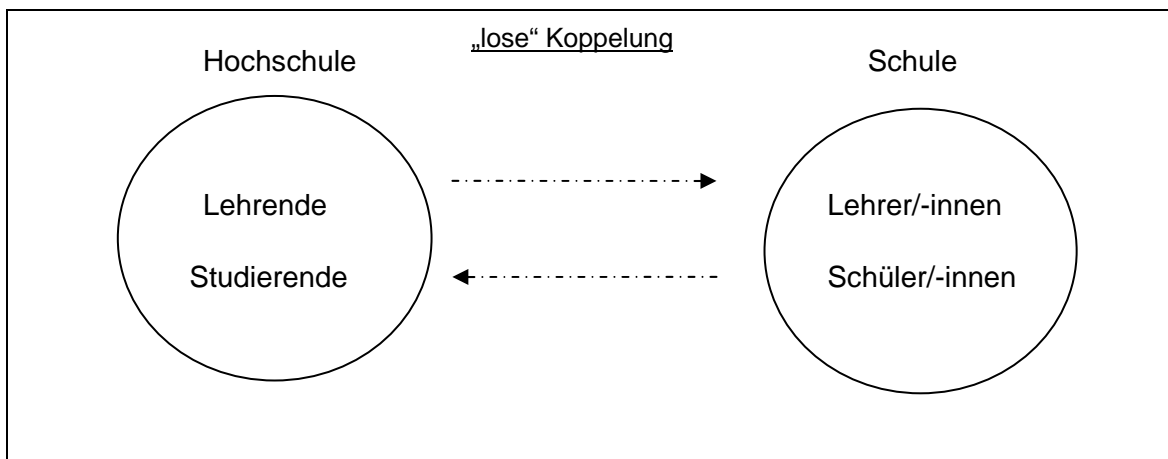 „lose“ Koppelung
Hochschule
Schule
Lehrende
Studierende
Lehrer/-innen
Schüler/-innen